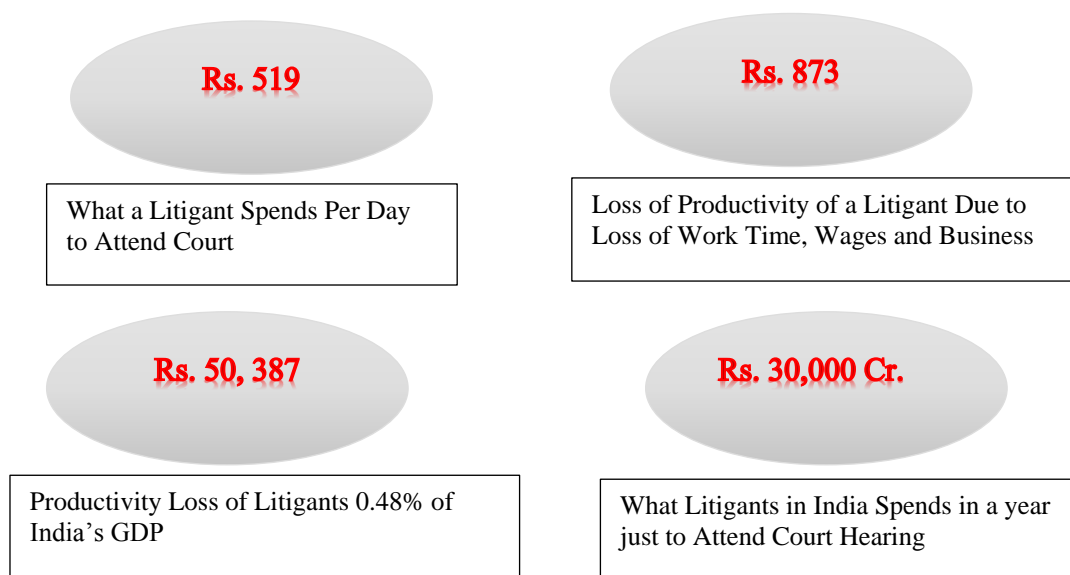 Rs. 519
What a Litigant Spends Per Day
to Attend Court
Rs. 873
Loss of Productivity of a Litigant Due to
Loss of Work Time, Wages and Business
Rs. 50, 387
Productivity Loss of Litigants 0.48% of
India’s GDP
Rs. 30,000 Cr.
What Litigants in India Spends in a year
just to Attend Court Hearing